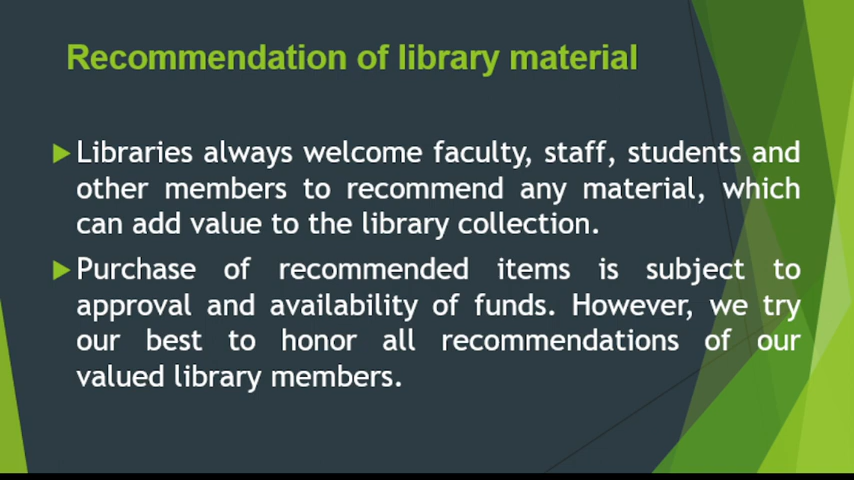 Recommendation of library material
Libraries always welcome faculty, staff, students and
other members to recommend any material, which
can add value to the library collection.
Purchase of recommended items is subject to
approval and availability of funds. However, we try
our best to honor all recommendations of our
valued library members.